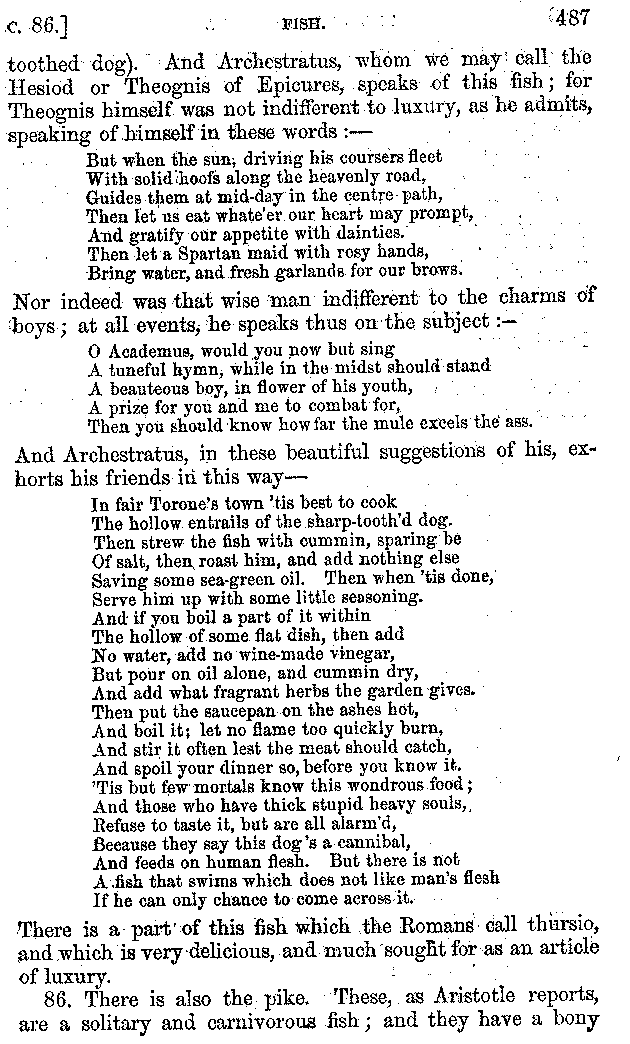 C. 86.] FISH. 487
toothed dog). And Archestratus, whom we may call the
Hesiod or Theognis of Epicures, speaks of this fish; for
Theognis himself was not indifferent to luxury, as he admits,
speaking of himself in these words :—
But when the sun, driving his coursers fleet
With solid hoofs along the heavenly road,
Guides them at mid-day in the centre path,
Then let us eat whate'er our heart may prompt,
And gratify our appetite with dainties.
Then let a Spartan maid with rosy hands,
Bring water, and fresh garlands for our brows.
Nor indeed was that wise man indifferent to the charms of
boys; at all events, he speaks thus on the subject :—
O Academus, would you now but sing
A tuneful hymn, while in the midst should stand
A beauteous boy, in flower of his youth,
A prize for you and me to combat for,
Then you should know how far the mule excels the ass.
And Archestratus, in these beautiful suggestions of his, ex-
horts his friends in this way—
In fair Torone's town 'tis best to cook
The hollow entrails of the sharp-tooth'd dog.
Then strew the fish with cummin, sparing be
Of salt, then roast him, and add nothing else
Saving some sea-green oil. Then when 'tis done,
Serve him up with some little seasoning.
And if you boil a part of it within
The hollow of some flat dish, then add
No water, add no wine-made vinegar,
But pour on oil alone, and cummin dry,
And add what fragrant herbs the garden gives.
Then put the saucepan on the ashes hot,
And boil it; let no flame too quickly burn,
And stir it often lest the meat should catch,
And spoil your dinner so, before you know it.
'Tis but few mortals know this wondrous food;
And those who have thick stupid heavy souls,
Refuse to taste it, but are all alarm'd,
Because they say this dog's a cannibal,
And feeds on human flesh. But there is not
A fish that swims which does not like man's flesh
If he can only chance to come across it.
There is a part of this fish which the Romans call thursio,
and which is very delicious, and much sought for as an article
of luxury.
86. There is also the pike. These, as Aristotle reports,
are a solitary and carnivorous fish; and they have a bony